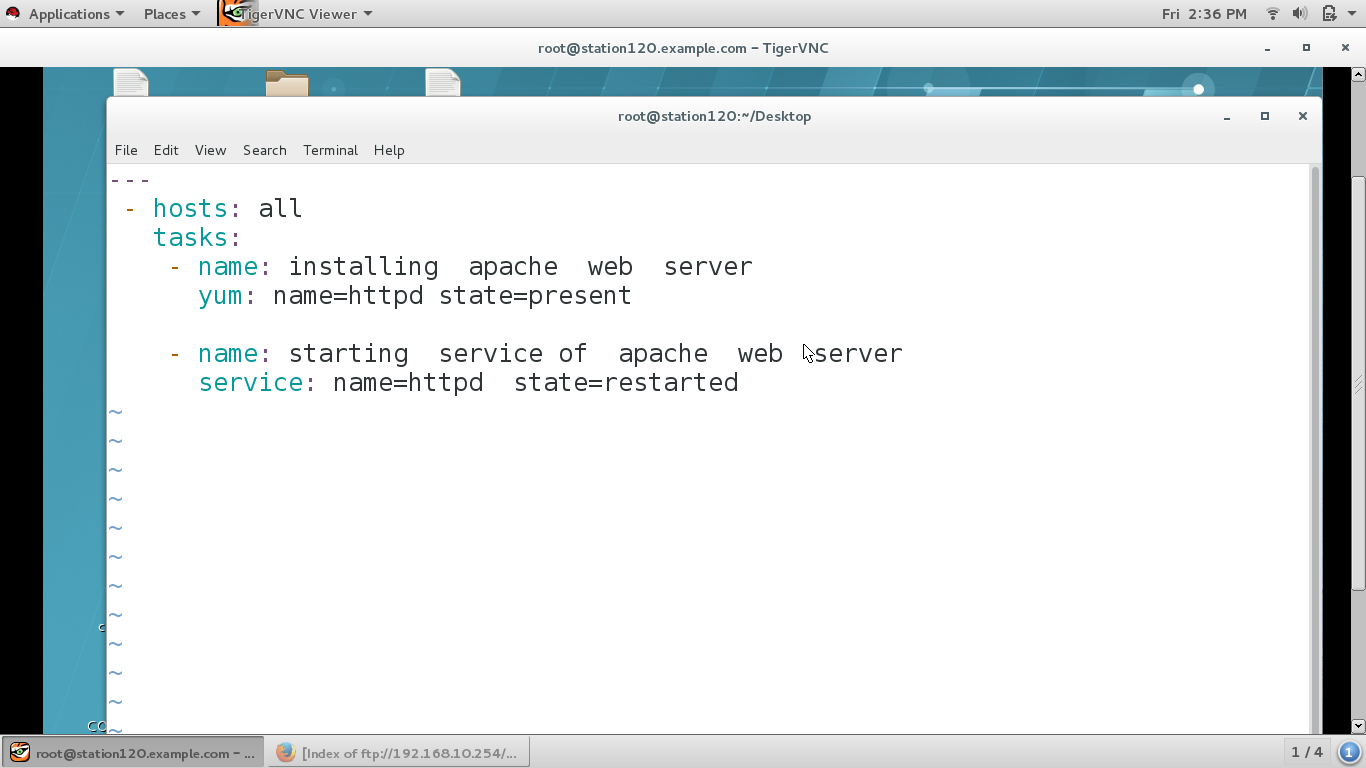 Applications Places TigerVNC Viewer Fri 2:36 PM
root@station120.example.com - TigerVNC
root@station120:~/Desktop
File Edit View Search Terminal Help
---
 - hosts: all
   tasks:
    - name: installing  apache  web  server
      yum: name=httpd state=present
    - name: starting  service of  apache  web  server
      service: name=httpd  state=restarted
~
~
~
~
~
~
~
~
~
~
~
~
root@station120.example.com - ... [Index of ftp://192.168.10.254/... 1 / 4 1